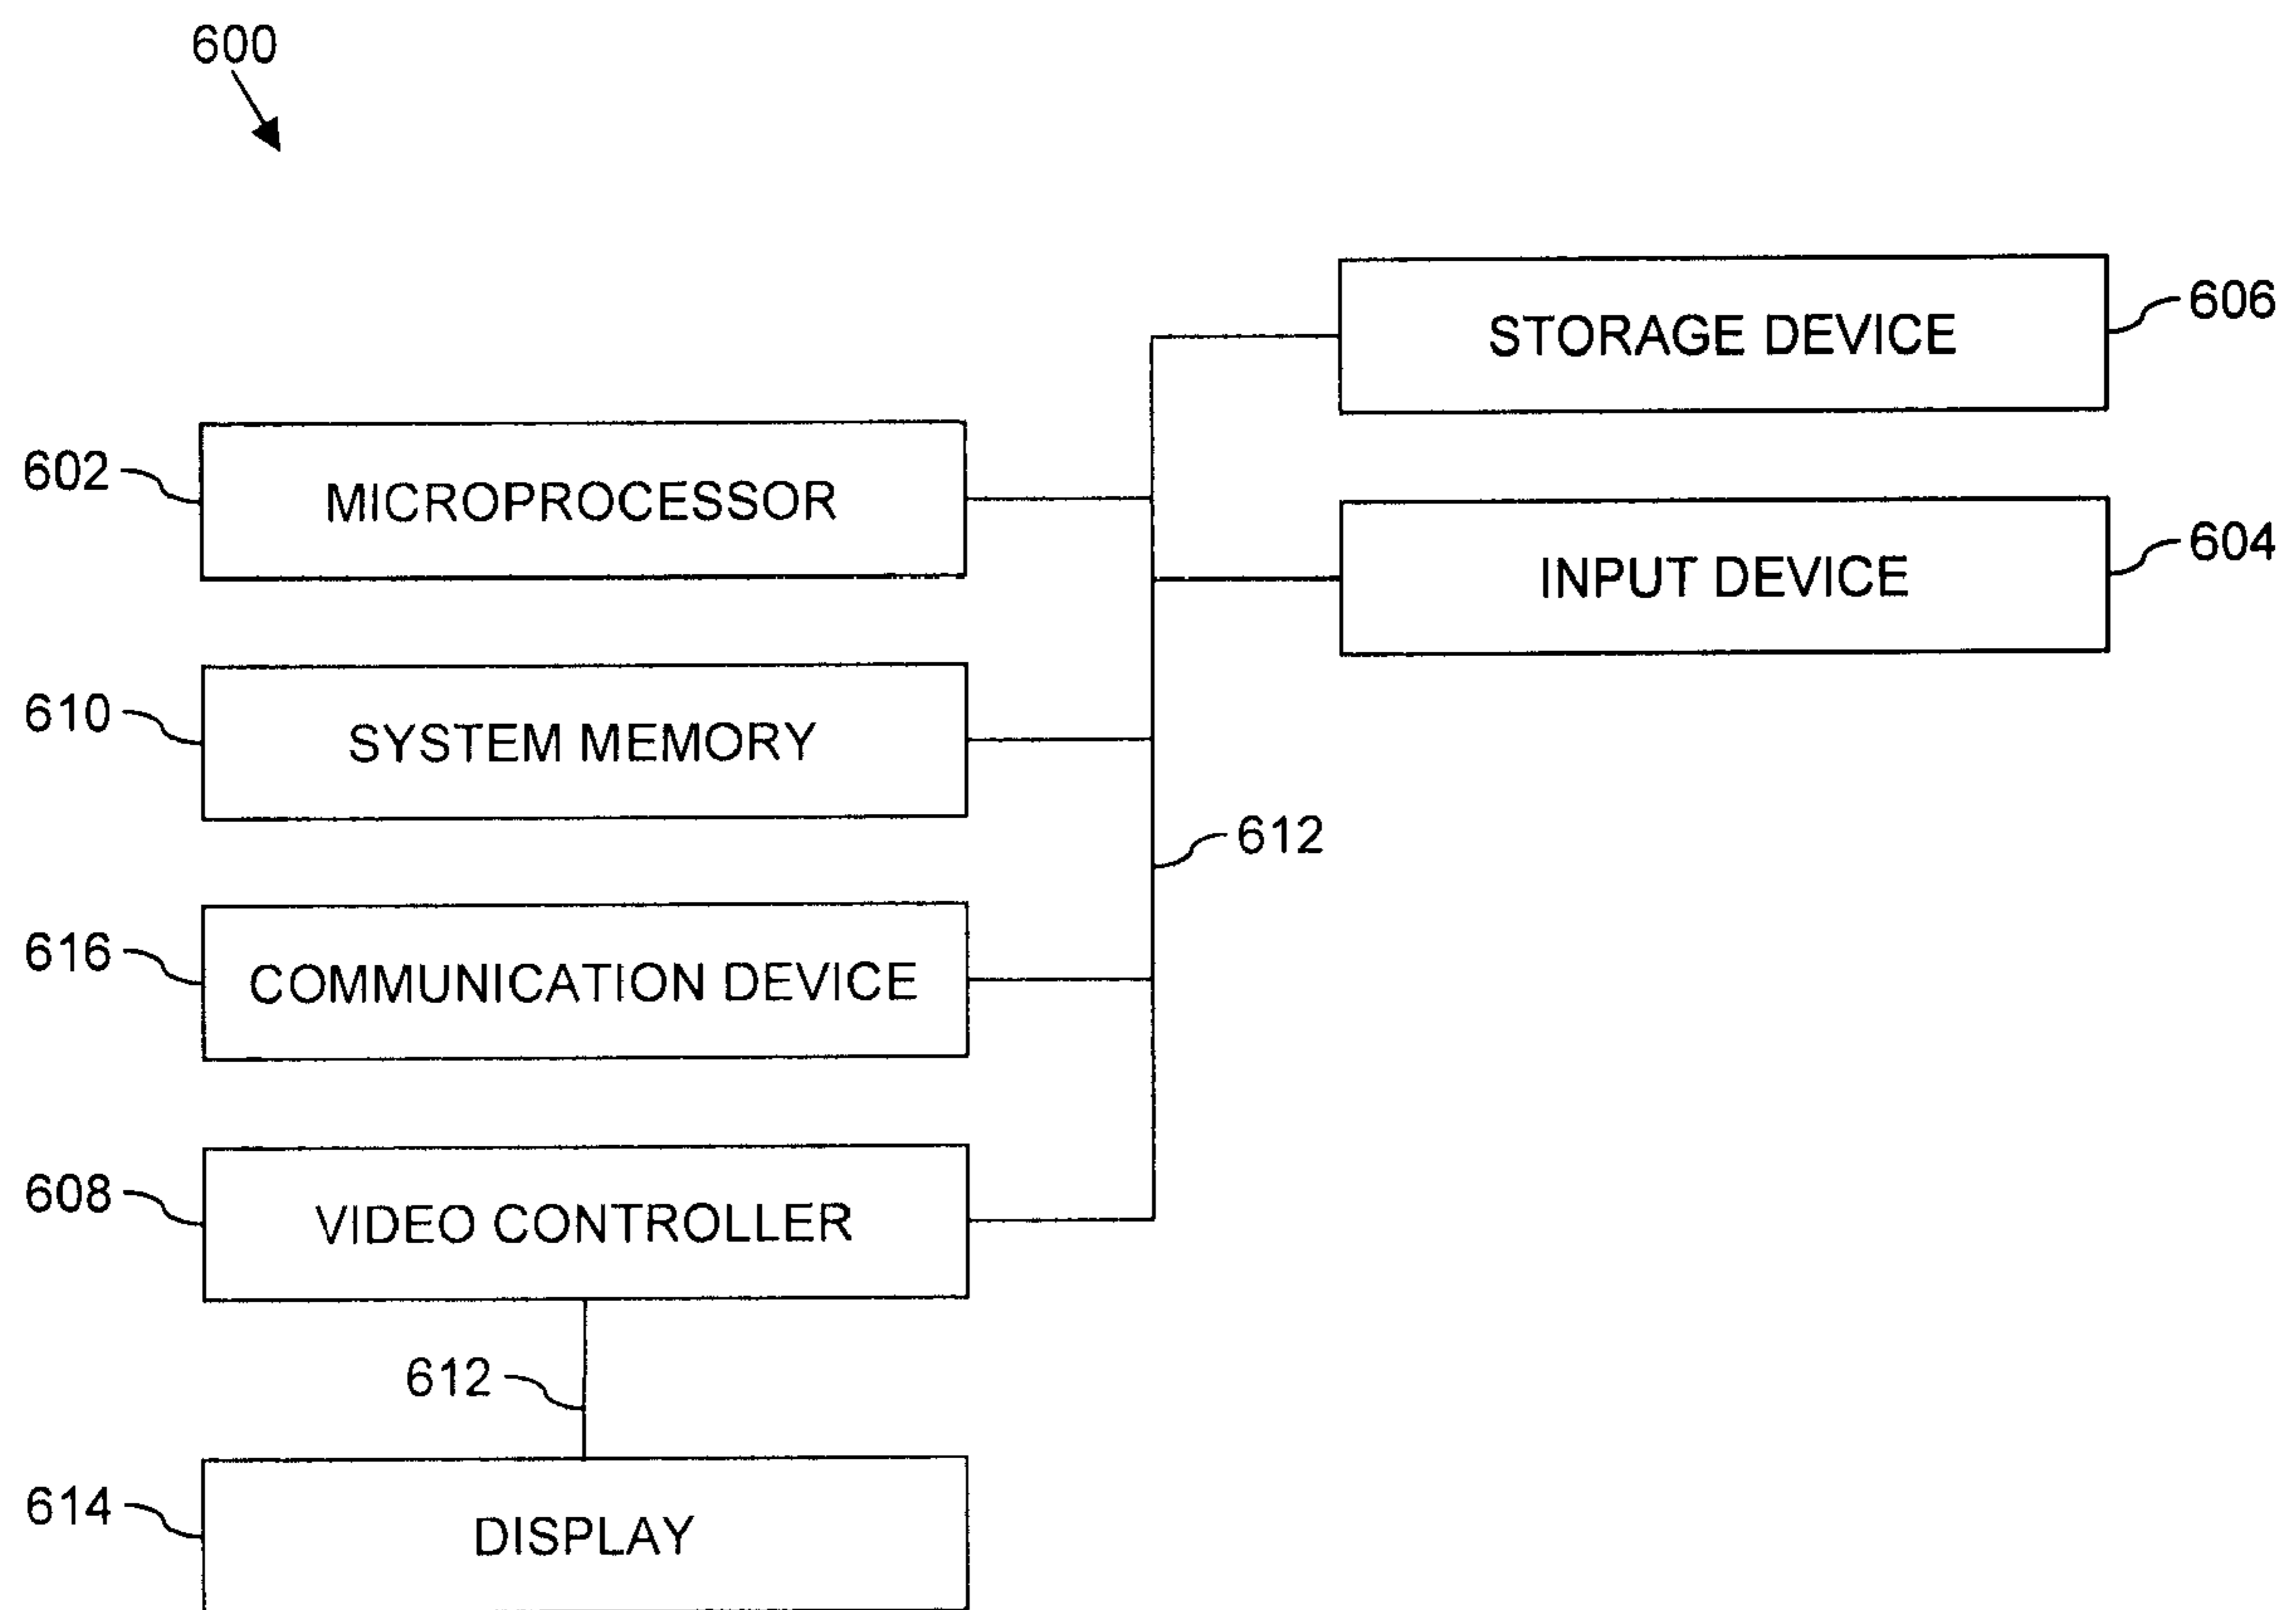 600
STORAGE DEVICE
606
602
MICROPROCESSOR
INPUT DEVICE
604
610
SYSTEM MEMORY
612
616
COMMUNICATION DEVICE
608
VIDEO CONTROLLER
612
614
DISPLAY